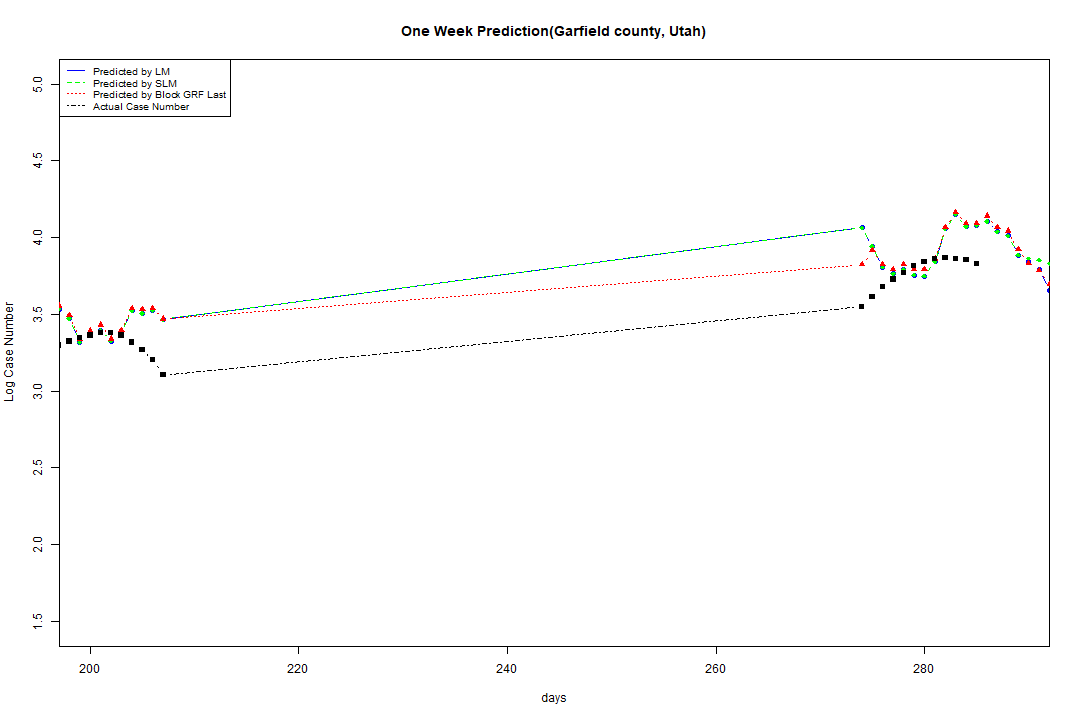 One Week Prediction(Garfield county, Utah)
Predicted by LM
Predicted by SLM
Predicted by Block GRF Last
Actual Case Number
5.0
4.5
4.0
3.5
3.0
2.5
2.0
1.5
Log Case Number
200 220 240 260 280
days